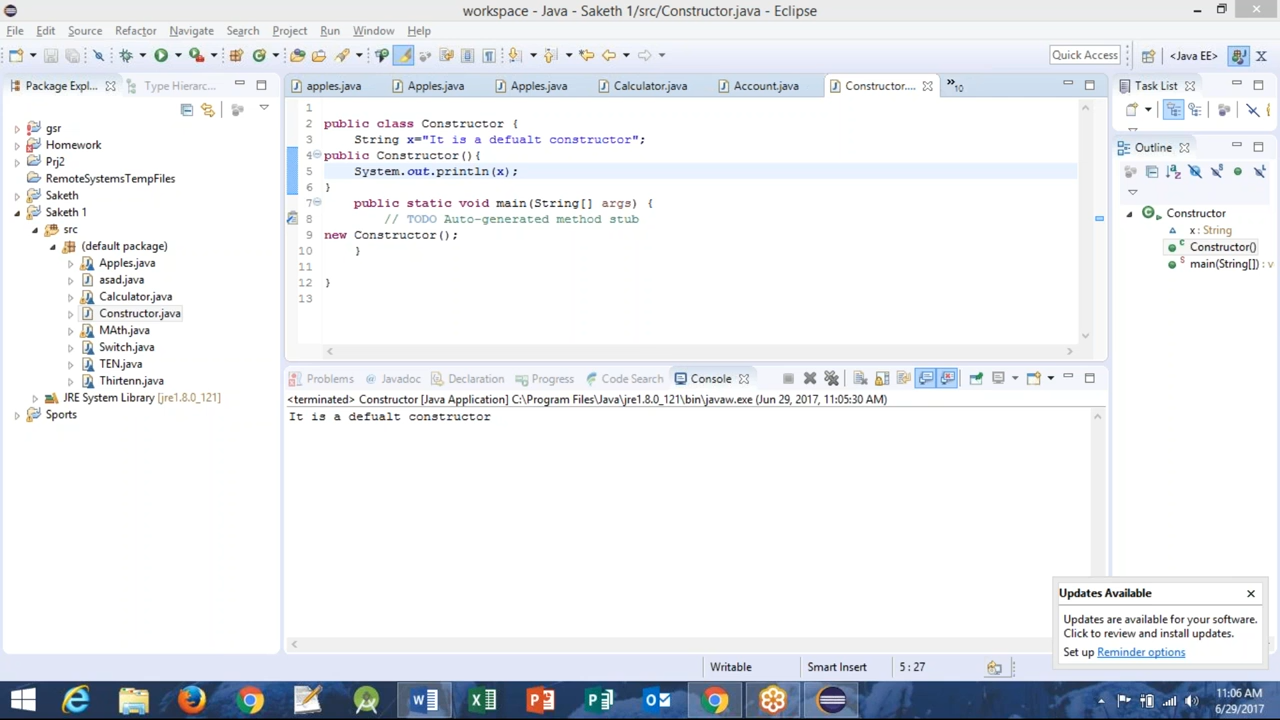 workspace - Java - Saketh 1/src/Constructor.java - Eclipse
File Edit Source Refactor Navigate Search Project Run Window Help
Quick Access
<Java EE>
Package Expl...
Type Hierarc...
gsr
Homework
Prj2
RemoteSystemsTempFiles
Saketh
Saketh 1
src
(default package)
Apples.java
asad.java
Calculator.java
Constructor.java
MAth.java
Switch.java
TEN.java
Thirtenn.java
JRE System Library [jre1.8.0_121]
Sports
apples.java Apples.java Apples.java Calculator.java Account.java Constructor.... »10
1
2 public class Constructor {
3 String x="It is a defualt constructor";
4 public Constructor(){
5 System.out.println(x);
6 }
7 public static void main(String[] args) {
8 // TODO Auto-generated method stub
9 new Constructor();
10 }
11
12 }
13
Task List
Outline
Constructor
x : String
Constructor()
main(String[]) : v
Problems Javadoc Declaration Progress Code Search Console
<terminated> Constructor [Java Application] C:\Program Files\Java\jre1.8.0_121\bin\javaw.exe (Jun 29, 2017, 11:05:30 AM)
It is a defualt constructor
Updates Available
Updates are available for your software.
Click to review and install updates.
Set up Reminder options
Writable Smart Insert 5 : 27
11:06 AM
6/29/2017